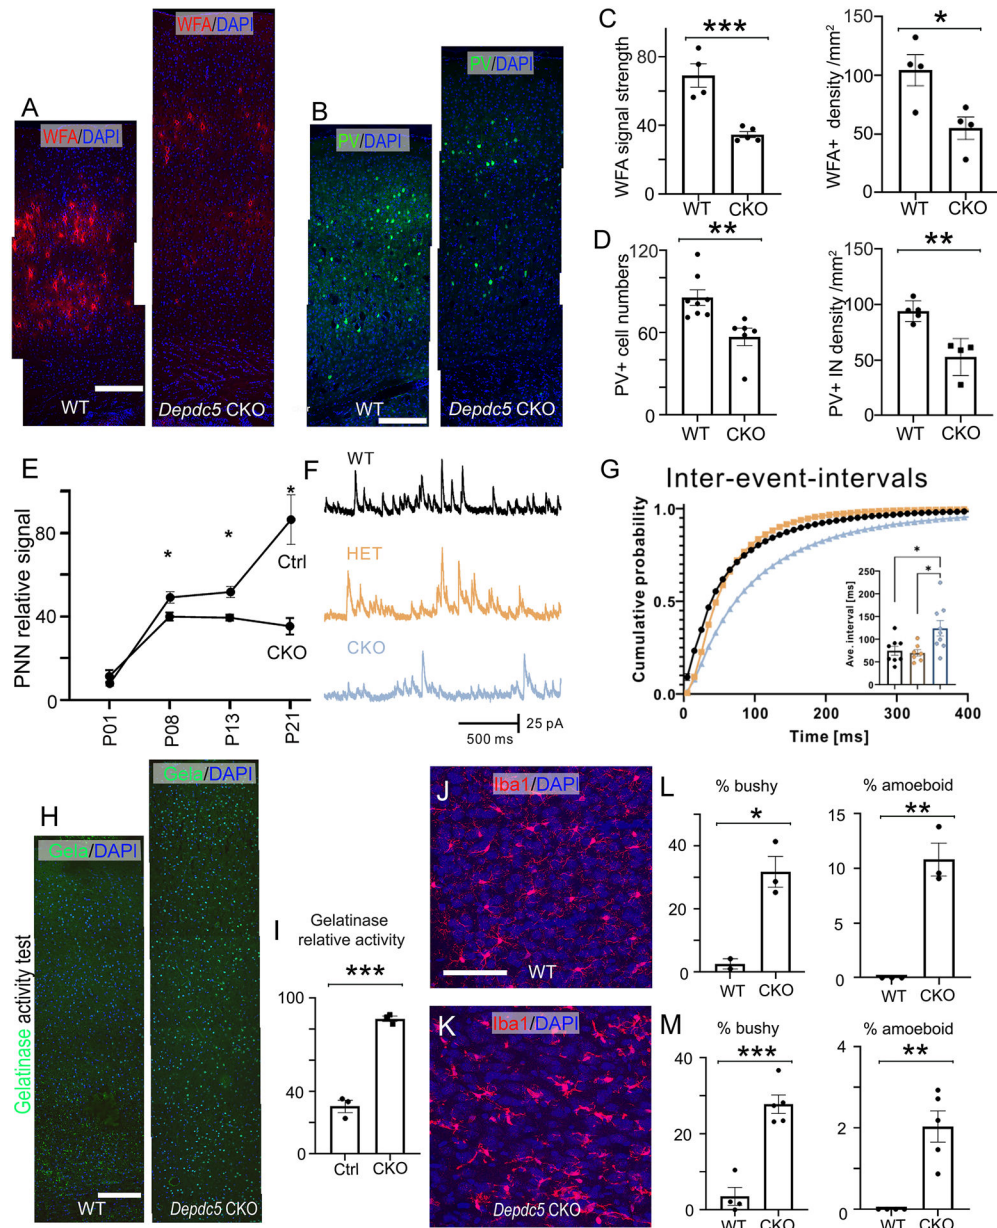 A
WFA/DAPI
WT
WFA/DAPI
Depdc5 CKO
B
PV/DAPI
WT
PV/DAPI
Depdc5 CKO
C
WFA signal strength
80
40
0
***
WT
CKO
WFA+ density /mm²
150
100
50
0
*
WT
CKO
D
PV+ cell numbers
120
60
0
**
WT
CKO
PV+ IN density/mm²
150
100
50
0
**
WT
CKO
E
PNN relative signal
80
40
0
*
*
*
Ctrl
CKO
P01
P08
P13
P21
F
WT
HET
CKO
25 pA
500 ms
G
Inter-event-intervals
Cumulative probability
1.0
0.5
0.0
0
100
200
300
400
Time [ms]
Ave. interval [ms]
250
200
150
100
50
0
*
*
H
Gelatinase activity test
Gela/DAPI
WT
Gela/DAPI
Depdc5 CKO
I
Gelatinase
relative activity
***
100
40
0
Ctrl
CKO
J
Iba1/DAPI
WT
K
Iba1/DAPI
Depdc5 CKO
L
% bushy
*
40
20
0
WT
CKO
% amoeboid
**
15
10
5
0
WT
CKO
M
% bushy
***
40
20
0
WT
CKO
% amoeboid
**
4
2
0
WT
CKO